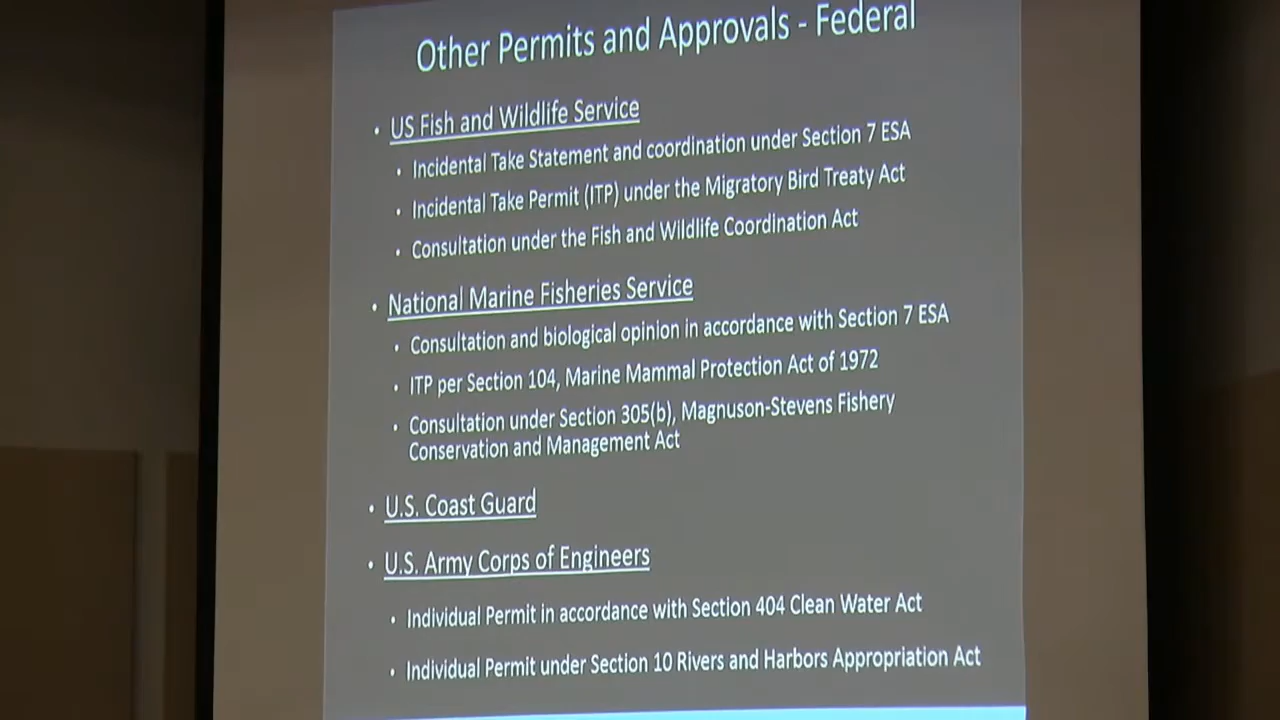 Other Permits and Approvals - Federal
• US Fish and Wildlife Service
• Incidental Take Statement and coordination under Section 7 ESA
• Incidental Take Permit (ITP) under the Migratory Bird Treaty Act
• Consultation under the Fish and Wildlife Coordination Act
• National Marine Fisheries Service
• Consultation and biological opinion in accordance with Section 7 ESA
• ITP per Section 104, Marine Mammal Protection Act of 1972
• Consultation under Section 305(b), Magnuson-Stevens Fishery
Conservation and Management Act
• U.S. Coast Guard
• U.S. Army Corps of Engineers
• Individual Permit in accordance with Section 404 Clean Water Act
• Individual Permit under Section 10 Rivers and Harbors Appropriation Act